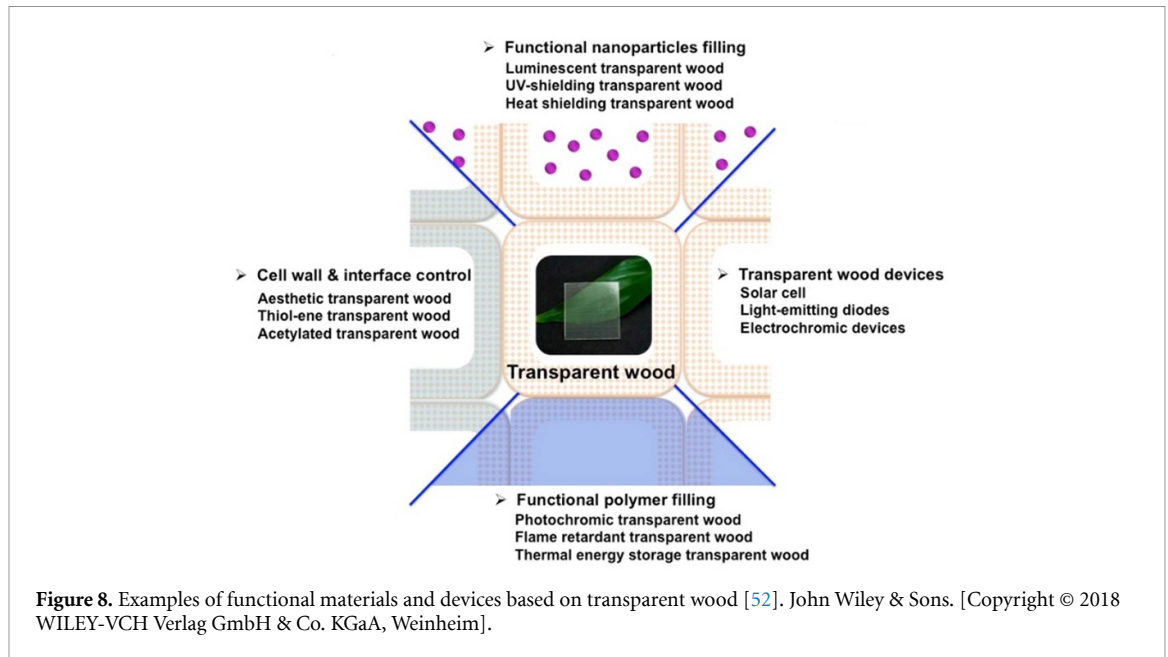 ➢ Functional nanoparticles filling
Luminescent transparent wood
UV-shielding transparent wood
Heat shielding transparent wood
➢ Cell wall & interface control
Aesthetic transparent wood
Thiol-ene transparent wood
Acetylated transparent wood
➢ Transparent wood devices
Solar cell
Light-emitting diodes
Electrochromic devices
Transparent wood
➢ Functional polymer filling
Photochromic transparent wood
Flame retardant transparent wood
Thermal energy storage transparent wood
Figure 8. Examples of functional materials and devices based on transparent wood [52]. John Wiley & Sons. [Copyright © 2018
WILEY-VCH Verlag GmbH & Co. KGaA, Weinheim].